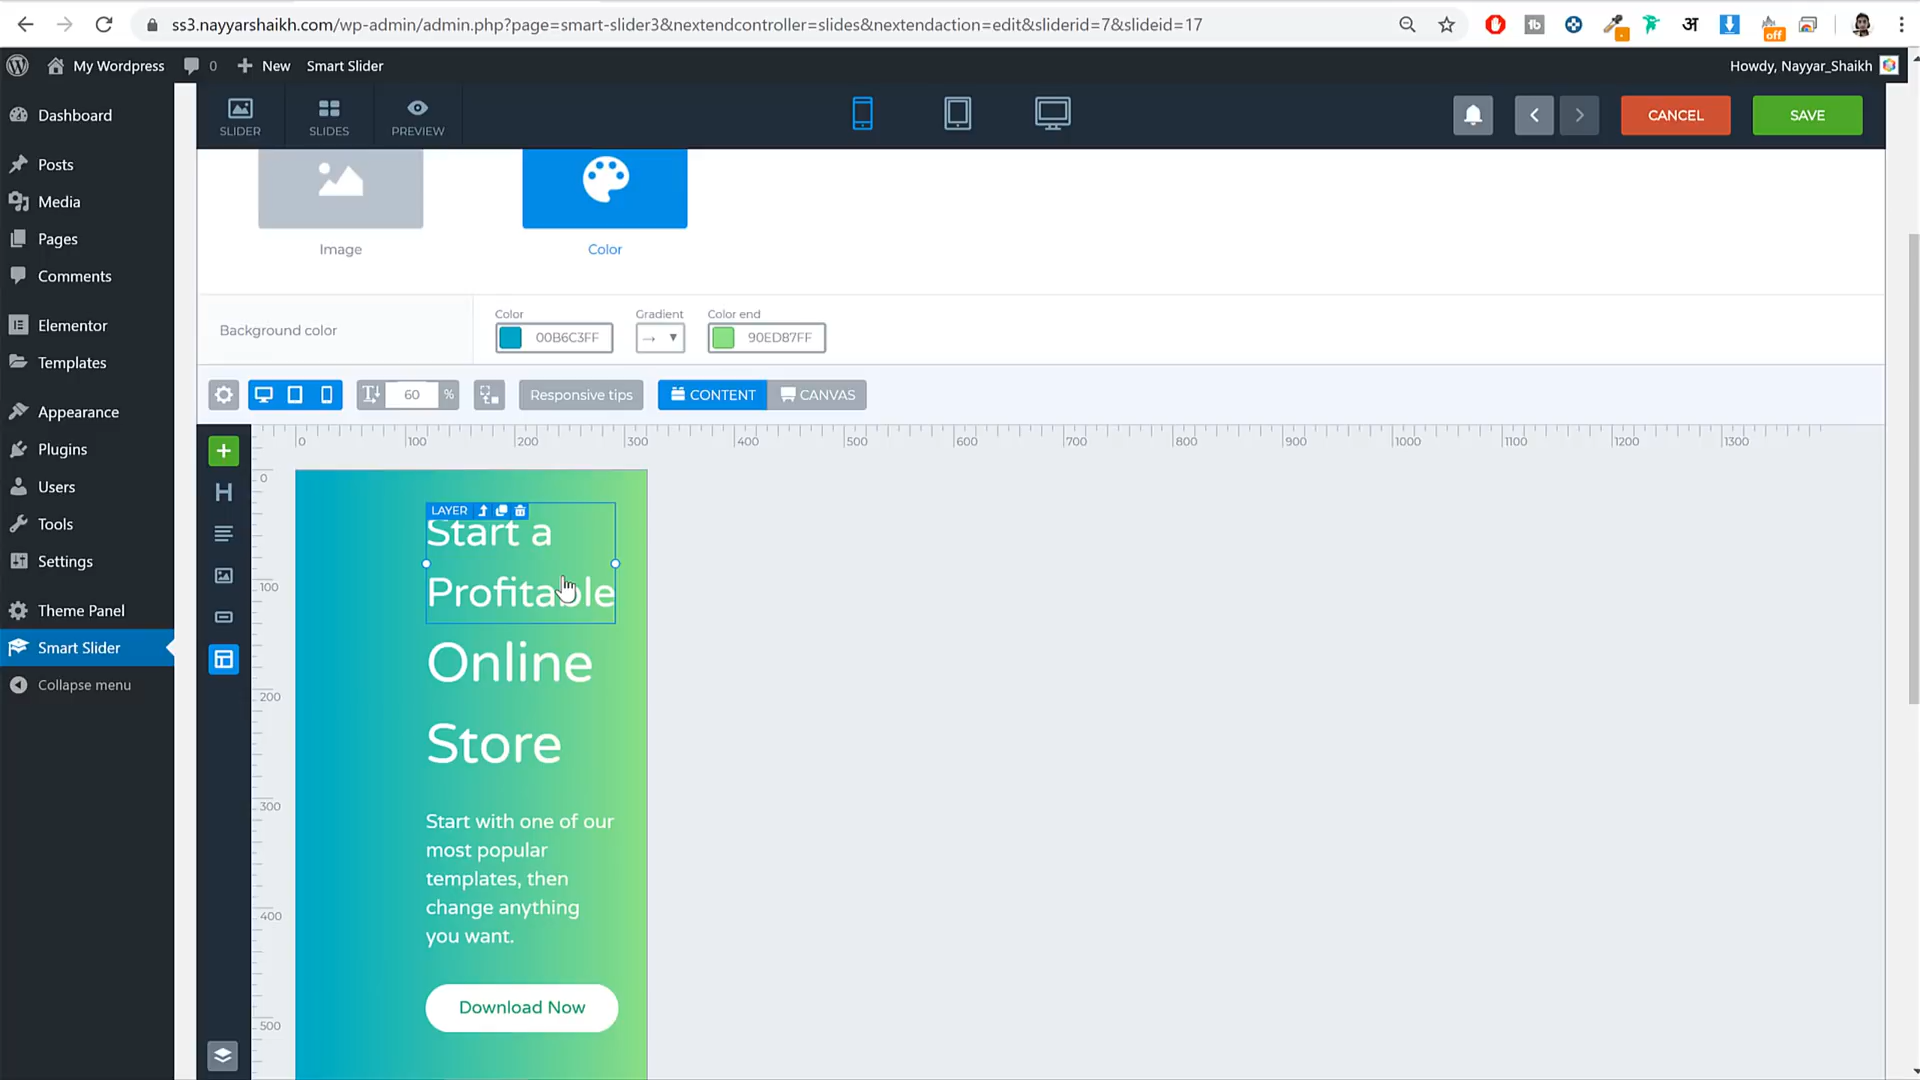 ss3.nayyarshaikh.com/wp-admin/admin.php?page=smart-slider3&nextendcontroller=slides&nextendaction=edit&sliderid=7&slideid=17
My Wordpress 0 New Smart Slider Howdy, Nayyar_Shaikh
Dashboard
Posts
Media
Pages
Comments
Elementor
Templates
Appearance
Plugins
Users
Tools
Settings
Theme Panel
Smart Slider
Collapse menu
SLIDER SLIDES PREVIEW CANCEL SAVE
Image Color
Background color
Color Gradient Color end
00B6C3FF 90ED87FF
60 % Responsive tips CONTENT CANVAS
0 100 200 300 400 500 600 700 800 900 1000 1100 1200 1300
0
100
200
300
400
500
LAYER
Start a
Profitable
Online
Store
Start with one of our
most popular
templates, then
change anything
you want.
Download Now
off
अ
tb